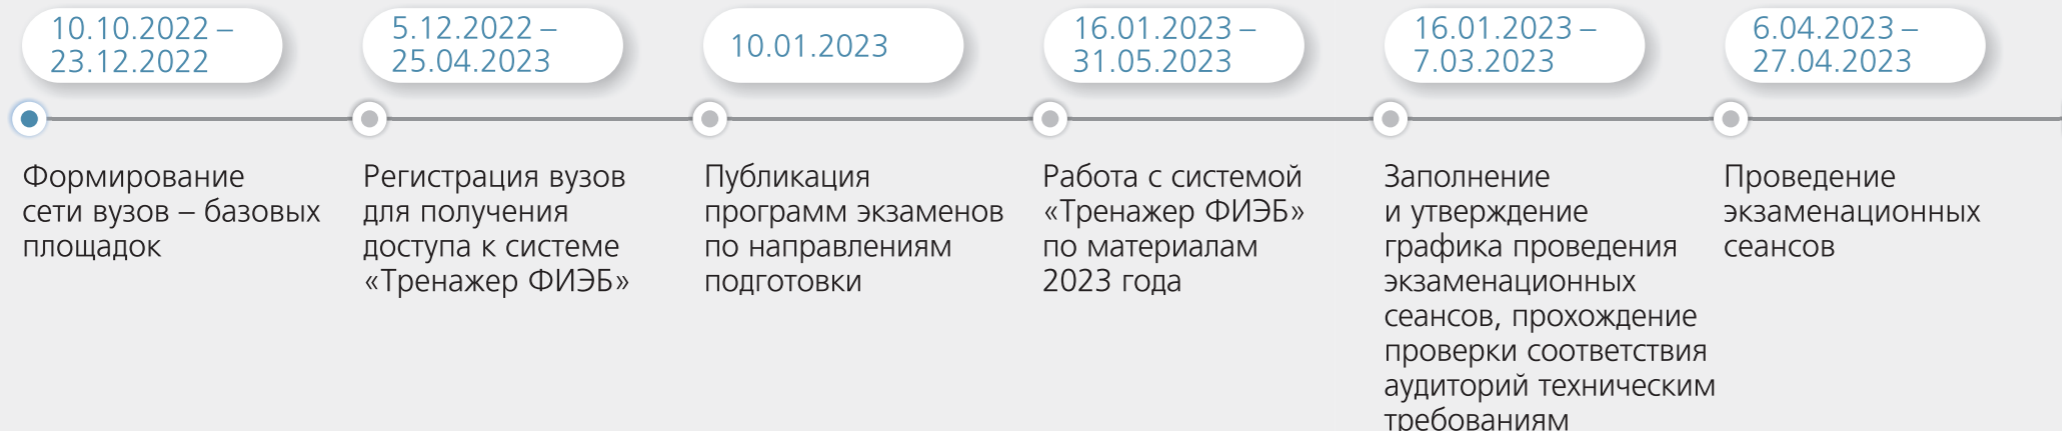 10.10.2022 –
23.12.2022
Формирование
сети вузов – базовых
площадок
5.12.2022 –
25.04.2023
Регистрация вузов
для получения
доступа к системе
«Тренажер ФИЭБ»
10.01.2023
Публикация
программ экзаменов
по направлениям
подготовки
16.01.2023 –
31.05.2023
Работа с системой
«Тренажер ФИЭБ»
по материалам
2023 года
16.01.2023 –
7.03.2023
Заполнение
и утверждение
графика проведения
экзаменационных
сеансов, прохождение
проверки соответствия
аудиторий техническим
требованиям
6.04.2023 –
27.04.2023
Проведение
экзаменационных
сеансов